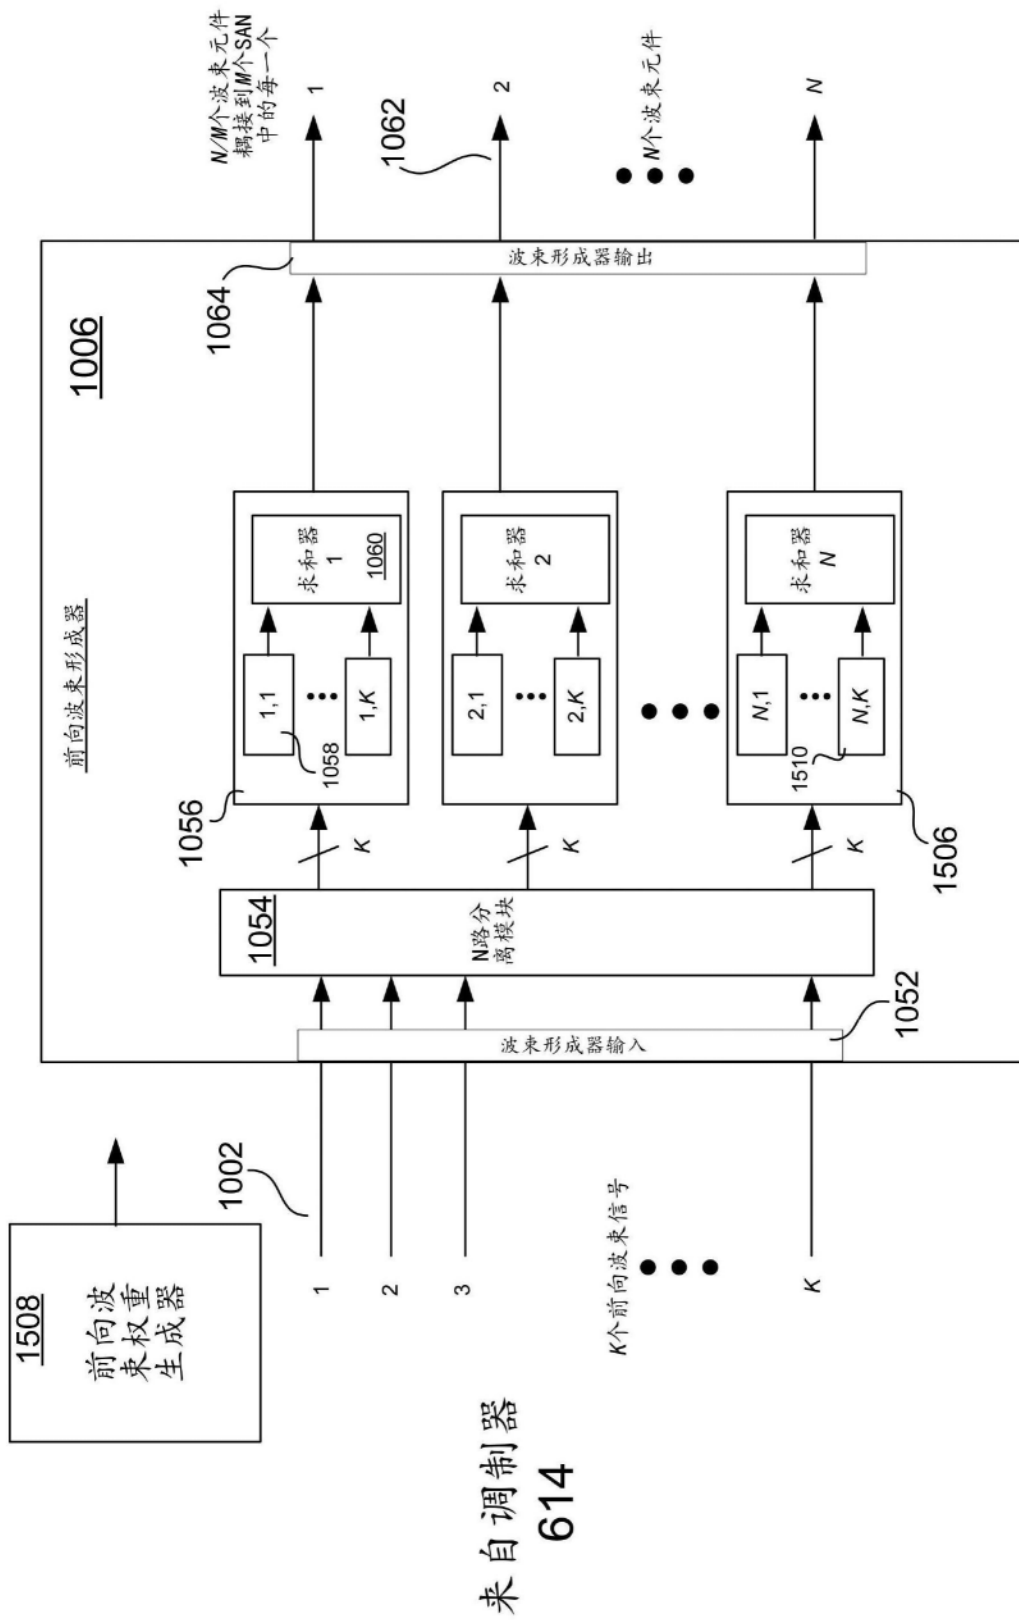 1508
前向波
束权重
生成器
来自调制器
614
1002
1
2
3
K
K个前向波束信号
前向波束形成器
1006
波束形成器输入
1052
1054
N路分
离模块
K
K
K
1056
1,1
1058
1,K
求和器
1
1060
2,1
2,K
求和器
2
N,1
N,K
1510
求和器
N
1506
1064
波束形成器输出
N/M个波束元件
耦接到M个SAN
中的每一个
1
1062
2
N个波束元件
N